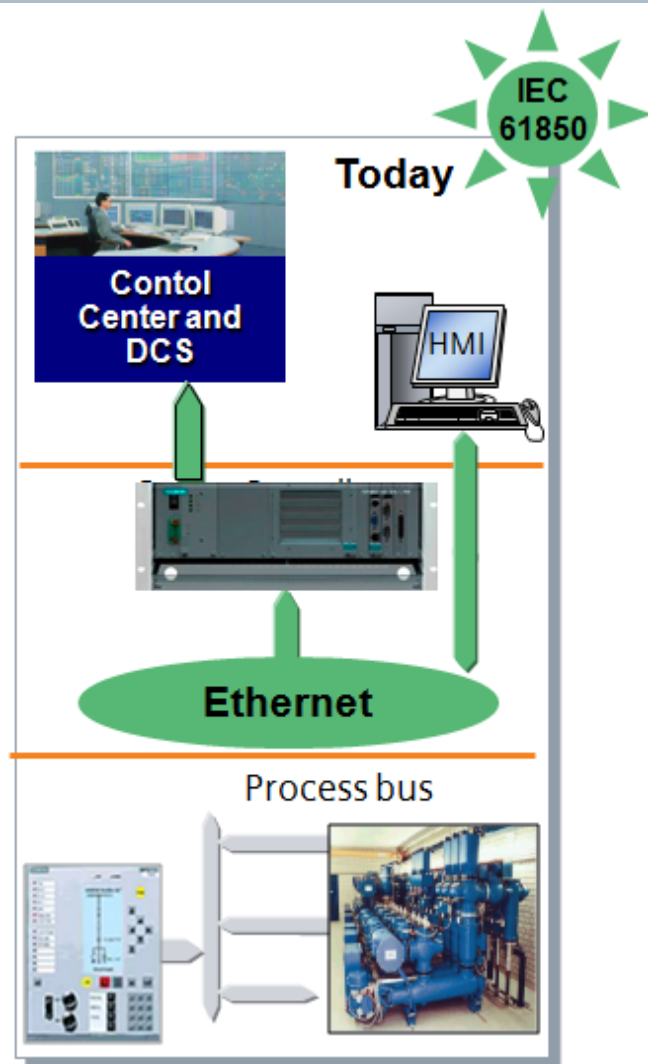 IEC
61850
Today
Contol
Center and
DCS
HMI
Ethernet
Process bus